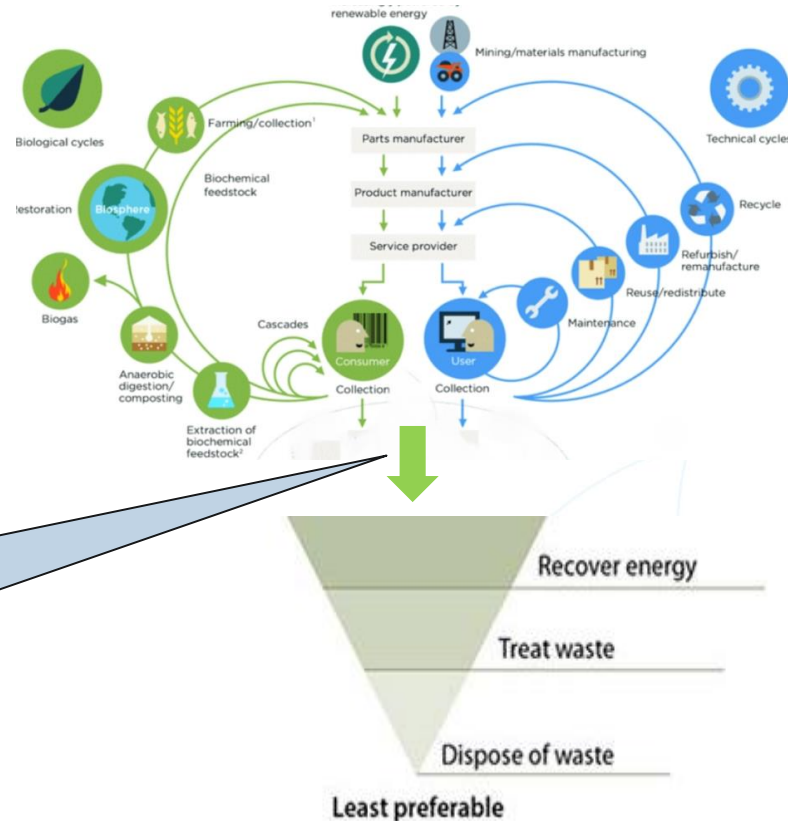 renewable energy
Mining/materials manufacturing
Biological cycles
Farming/collection¹
Parts manufacturer
Technical cycles
Biochemical
feedstock
Product manufacturer
Biosphere
Recycle
Service provider
Refurbish/
remanufacture
Biogas
Reuse/redistribute
Cascades
Maintenance
Consumer
User
Anaerobic
digestion/
composting
Collection
Collection
Extraction of
biochemical
feedstock²
Recover energy
Treat waste
Dispose of waste
Least preferable